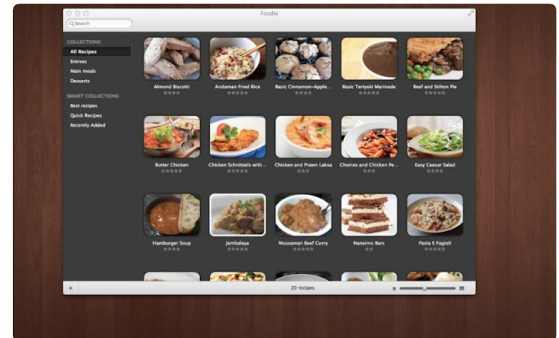 Foodie
Search
COLLECTIONS
All Recipes
Entrees
Main meals
Desserts
SMART COLLECTIONS
Best recipes
Quick Recipes
Recently Added
Almond Biscotti
Andaman Fried Rice
Basic Cinnamon-Apple...
Basic Teriyaki Marinade
Beef and Stilton Pie
Butter Chicken
Chicken Schnitzels with...
Chicken and Prawn Laksa
Chorizo and Chicken Pa...
Easy Caesar Salad
Hamburger Soup
Jambalaya
Mussaman Beef Curry
Nanaimo Bars
Pasta E Fagioli
20 recipes